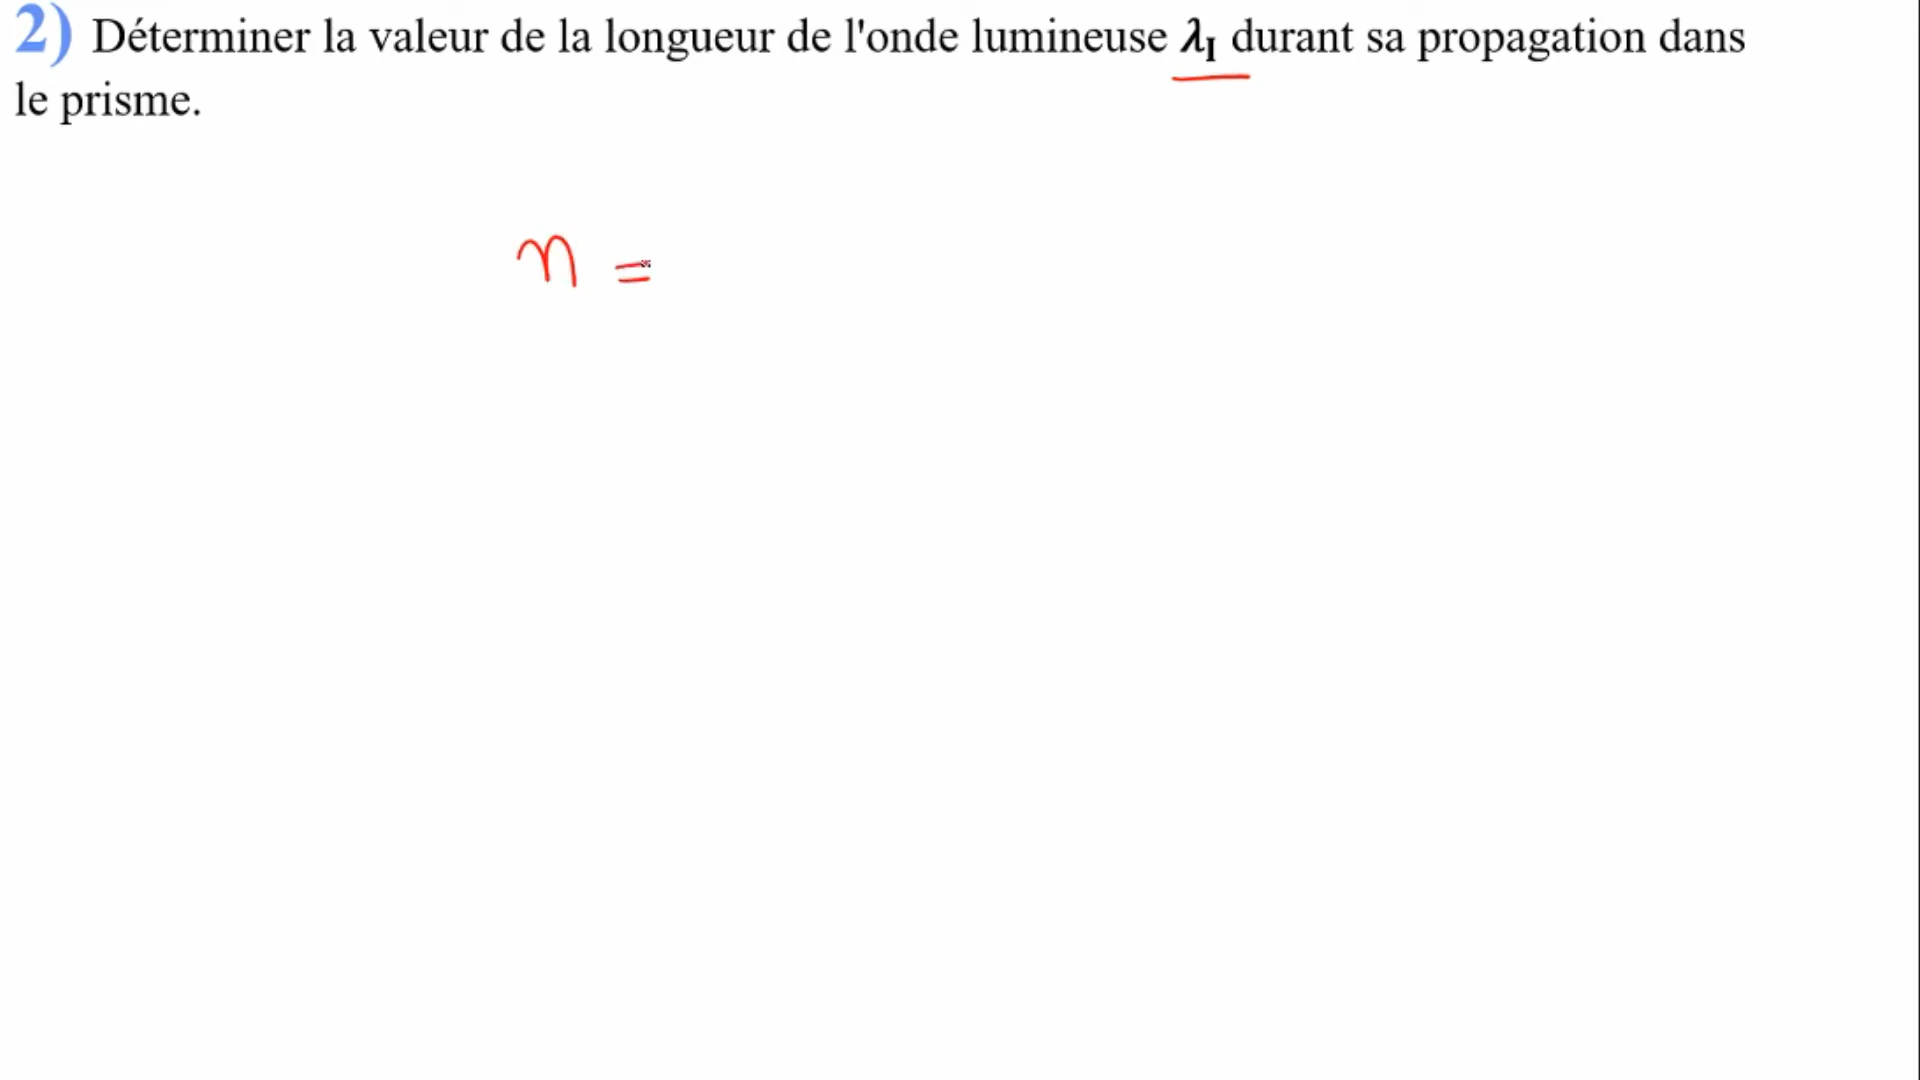 2) Déterminer la valeur de la longueur de l'onde lumineuse λI durant sa propagation dans
le prisme.
n =